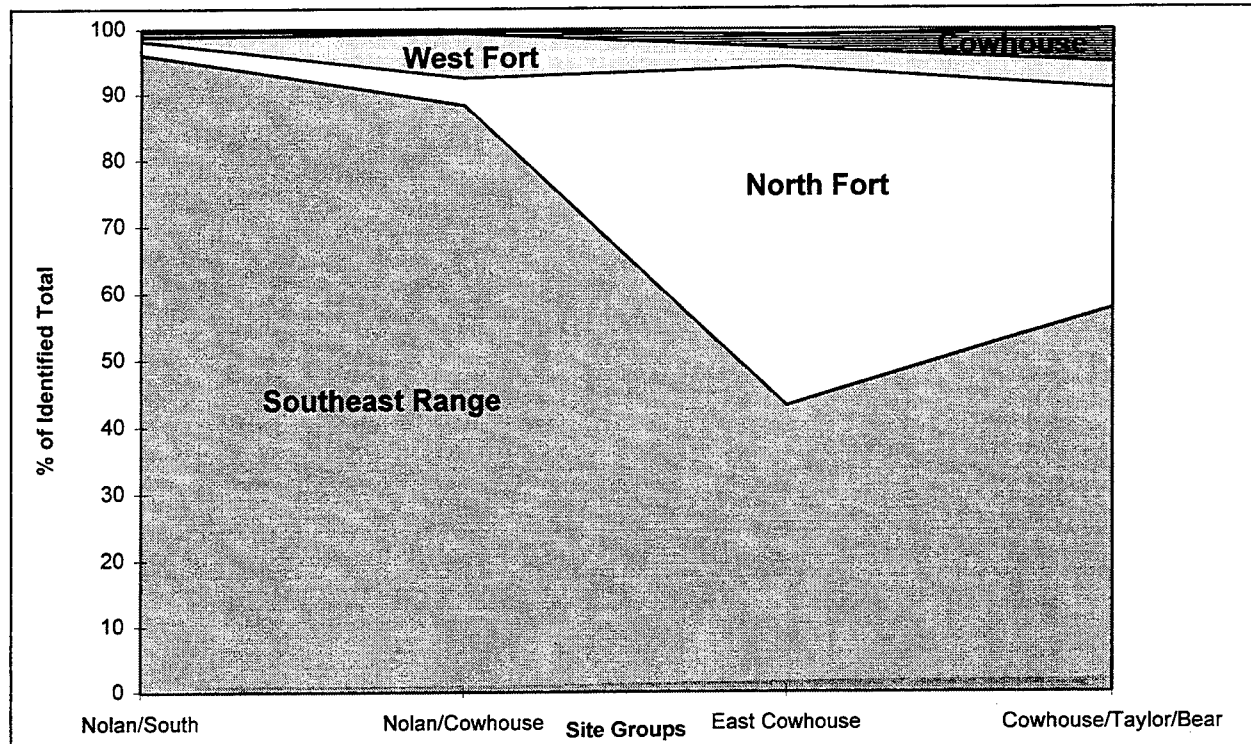 100
90
80
70
60
50
40
30
20
10
0
% of Identified Total
Cowhouse
West Fort
North Fort
Southeast Range
Nolan/South
Nolan/Cowhouse
East Cowhouse
Cowhouse/Taylor/Bear
Site Groups